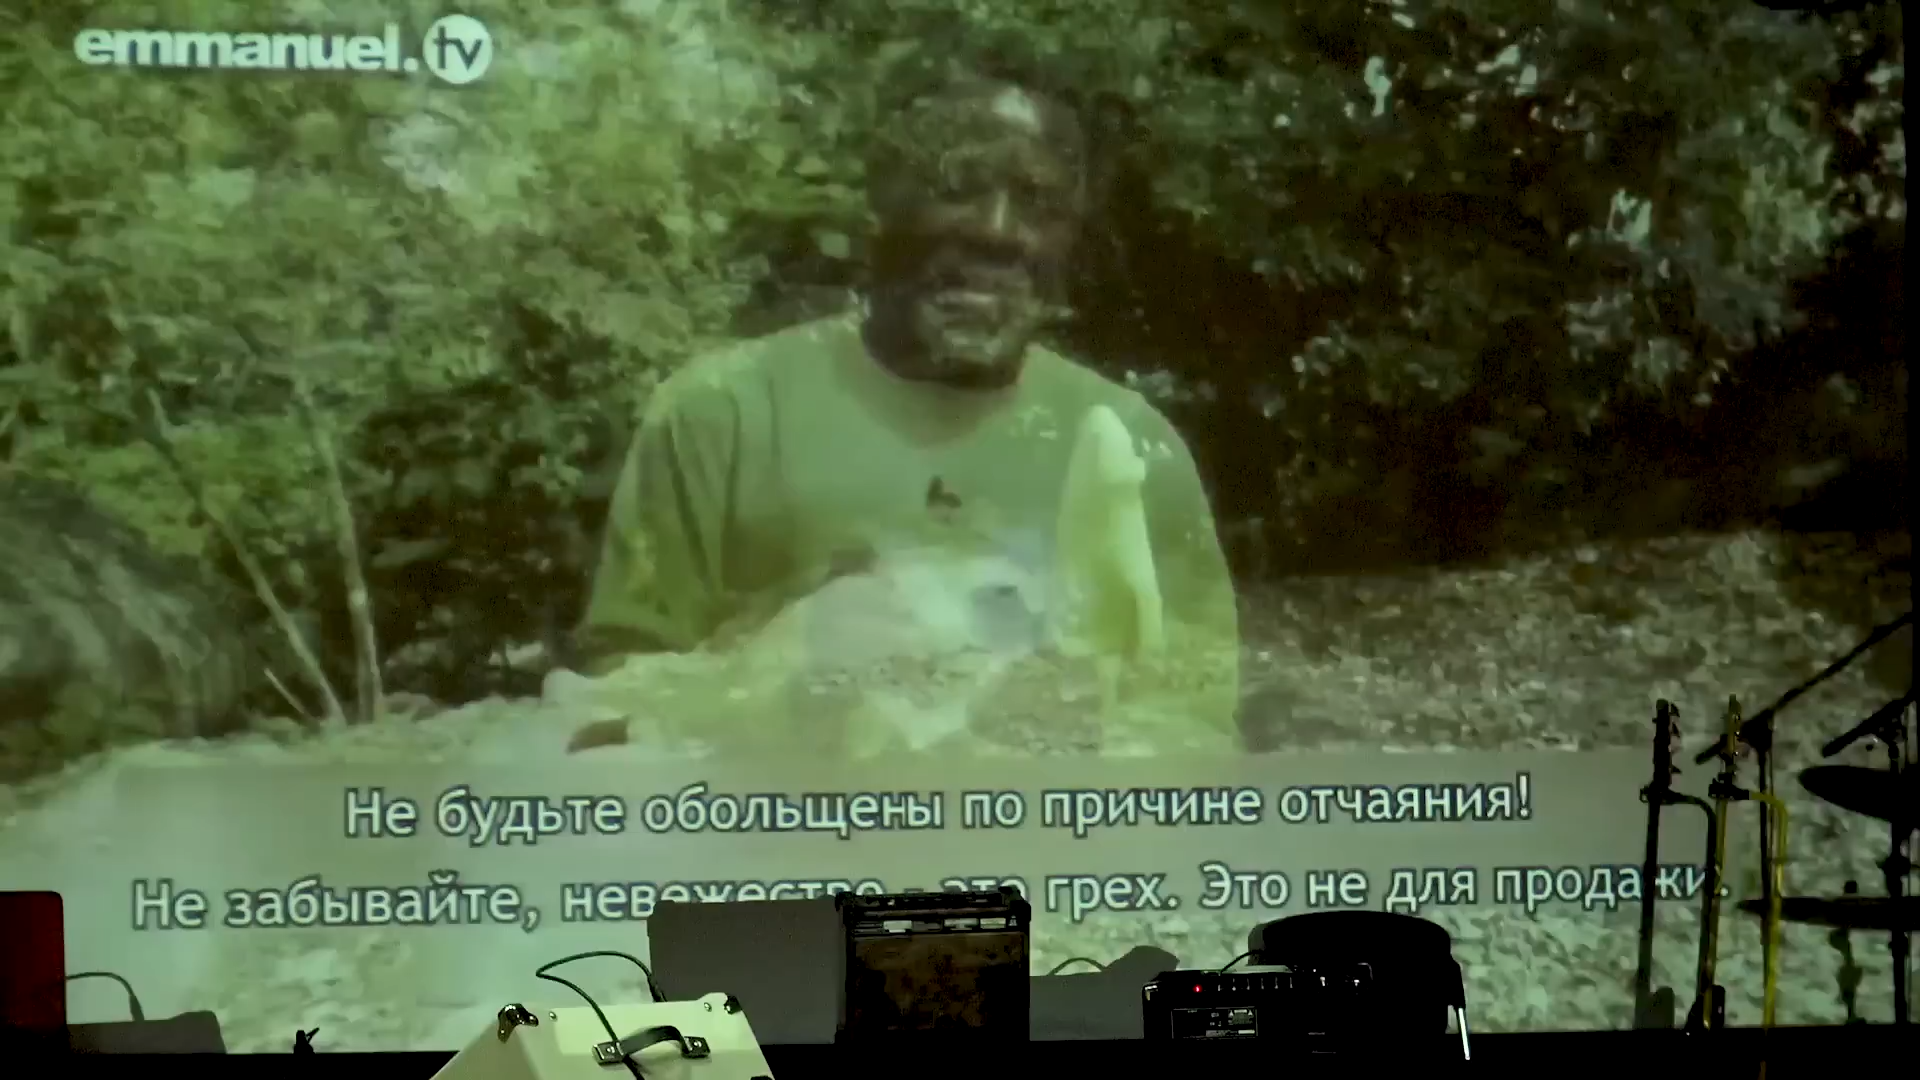 emmanuel.tv
Не будьте обольщены по причине отчаяния!
Не забывайте, невежество - это грех. Это не для продажи.